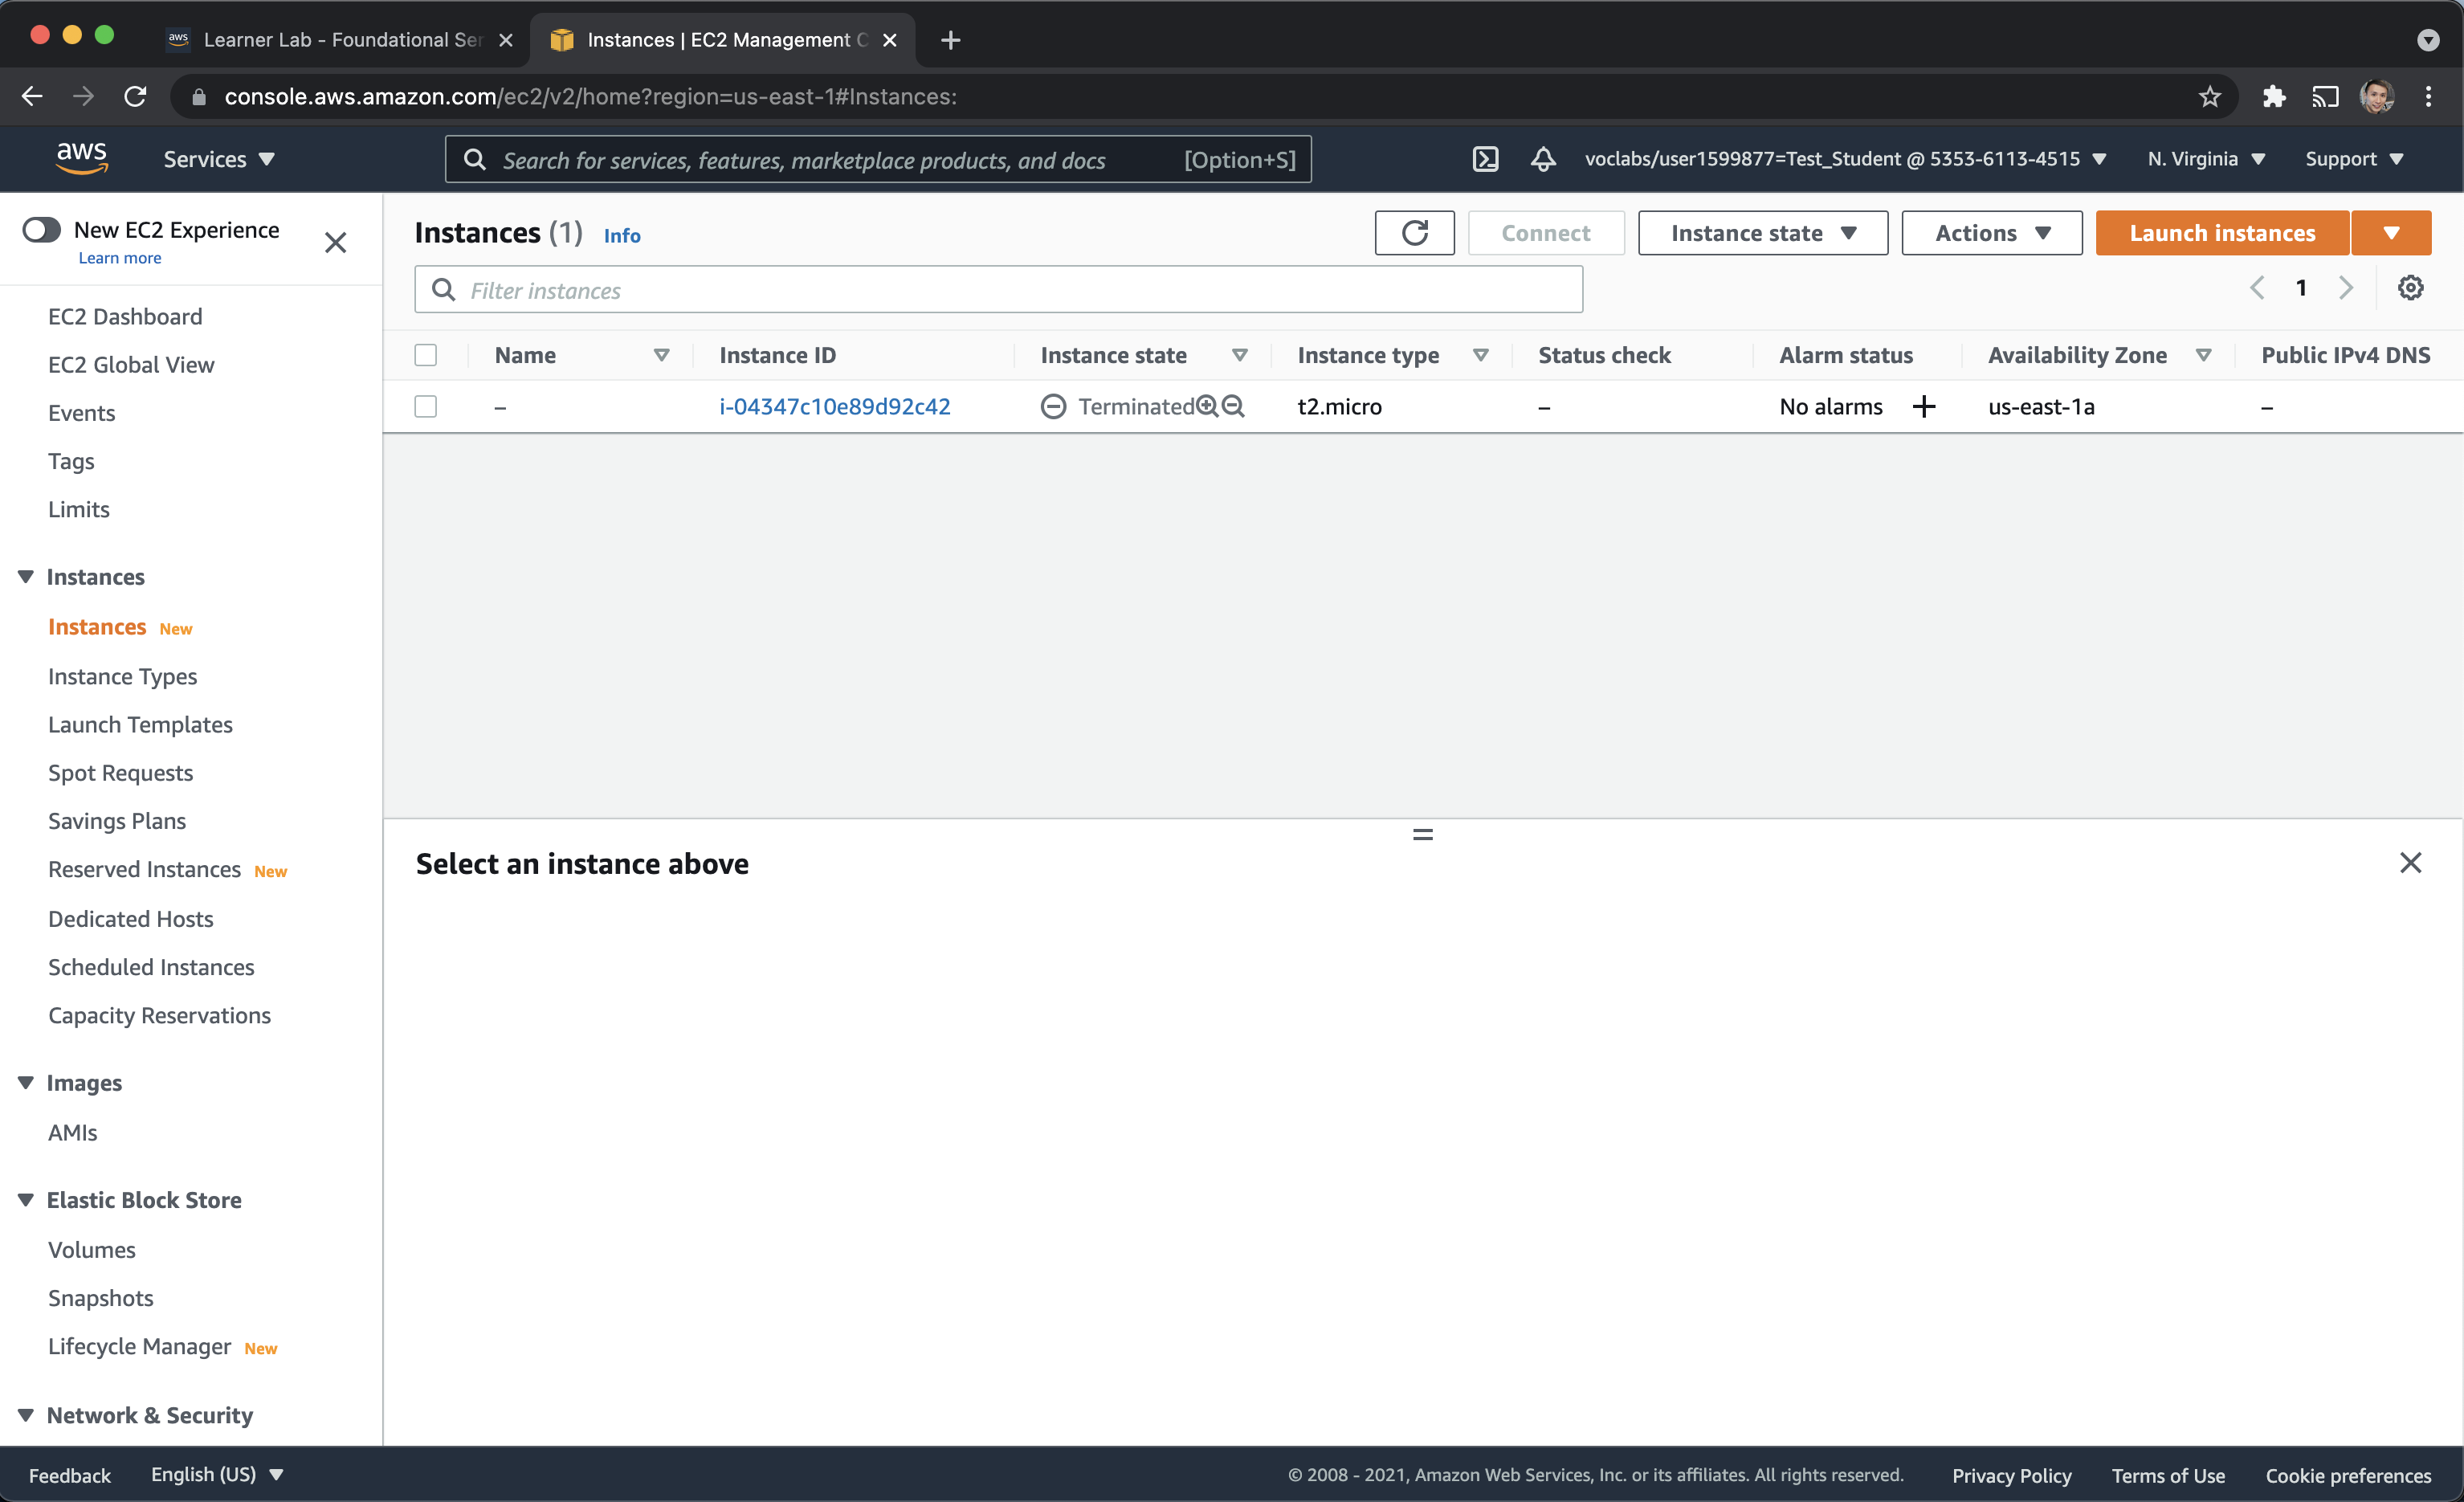 aws Learner Lab - Foundational Ser
Instances | EC2 Management C
console.aws.amazon.com/ec2/v2/home?region=us-east-1#Instances:
aws
Services
Search for services, features, marketplace products, and docs [Option+S]
voclabs/user1599877=Test_Student @ 5353-6113-4515
N. Virginia
Support
New EC2 Experience
Learn more
EC2 Dashboard
EC2 Global View
Events
Tags
Limits
Instances
Instances New
Instance Types
Launch Templates
Spot Requests
Savings Plans
Reserved Instances New
Dedicated Hosts
Scheduled Instances
Capacity Reservations
Images
AMIs
Elastic Block Store
Volumes
Snapshots
Lifecycle Manager New
Network & Security
Instances (1) Info
Connect
Instance state
Actions
Launch instances
Filter instances
1
Name Instance ID Instance state Instance type Status check Alarm status Availability Zone Public IPv4 DNS
– i-04347c10e89d92c42 Terminated t2.micro – No alarms + us-east-1a –
Select an instance above
Feedback English (US) © 2008 - 2021, Amazon Web Services, Inc. or its affiliates. All rights reserved. Privacy Policy Terms of Use Cookie preferences